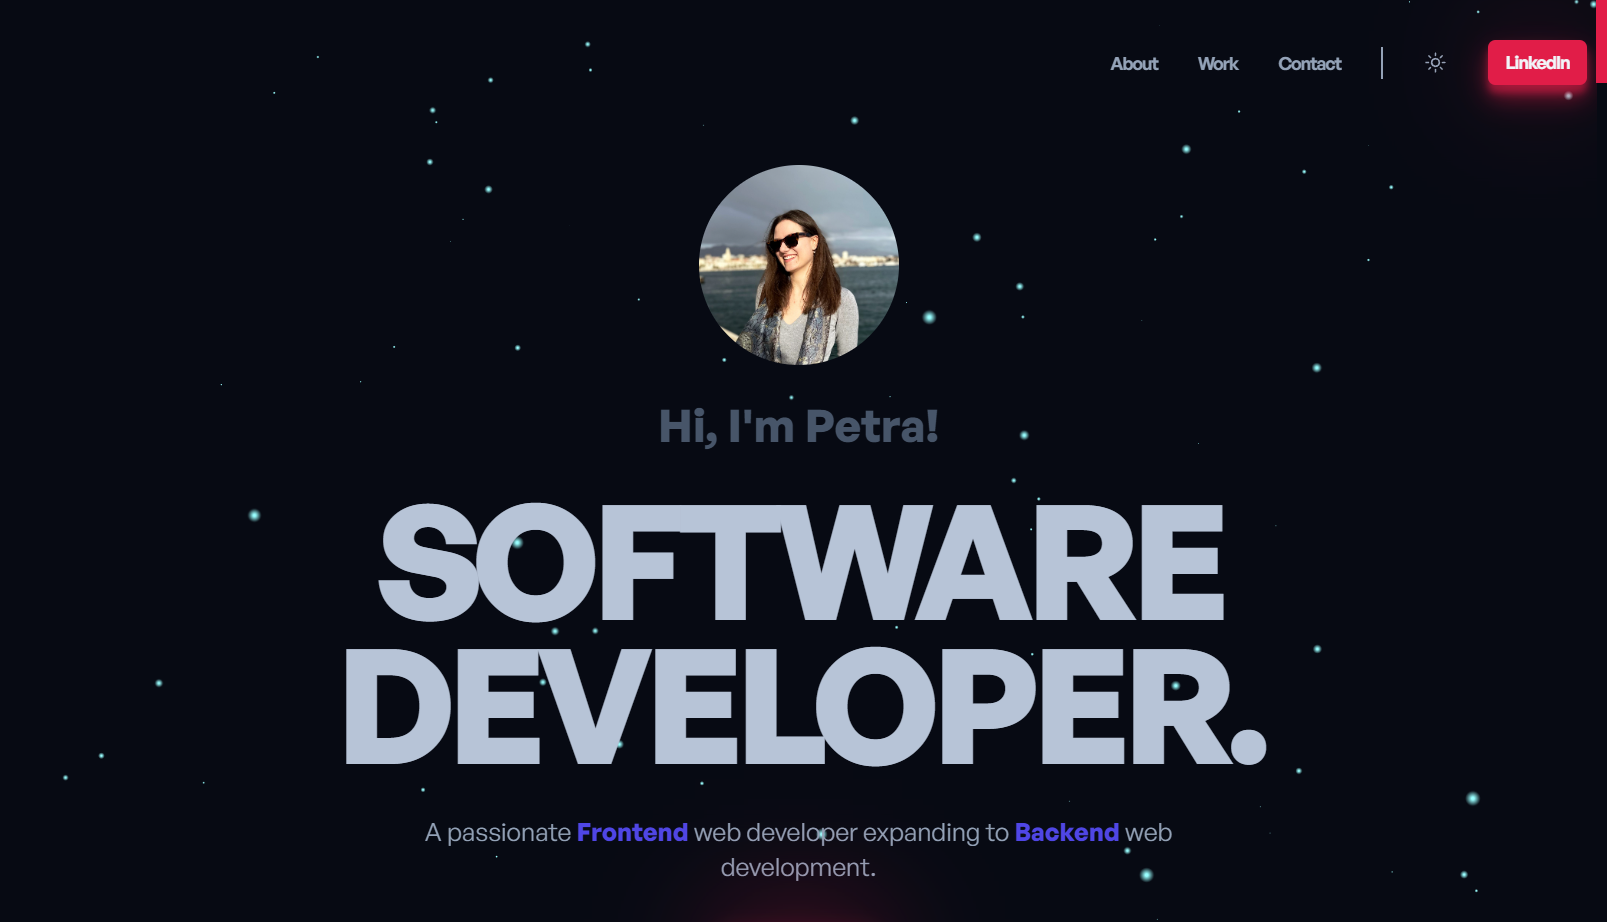 About Work Contact LinkedIn
Hi, I'm Petra!
SOFTWARE
DEVELOPER.
A passionate Frontend web developer expanding to Backend web
development.